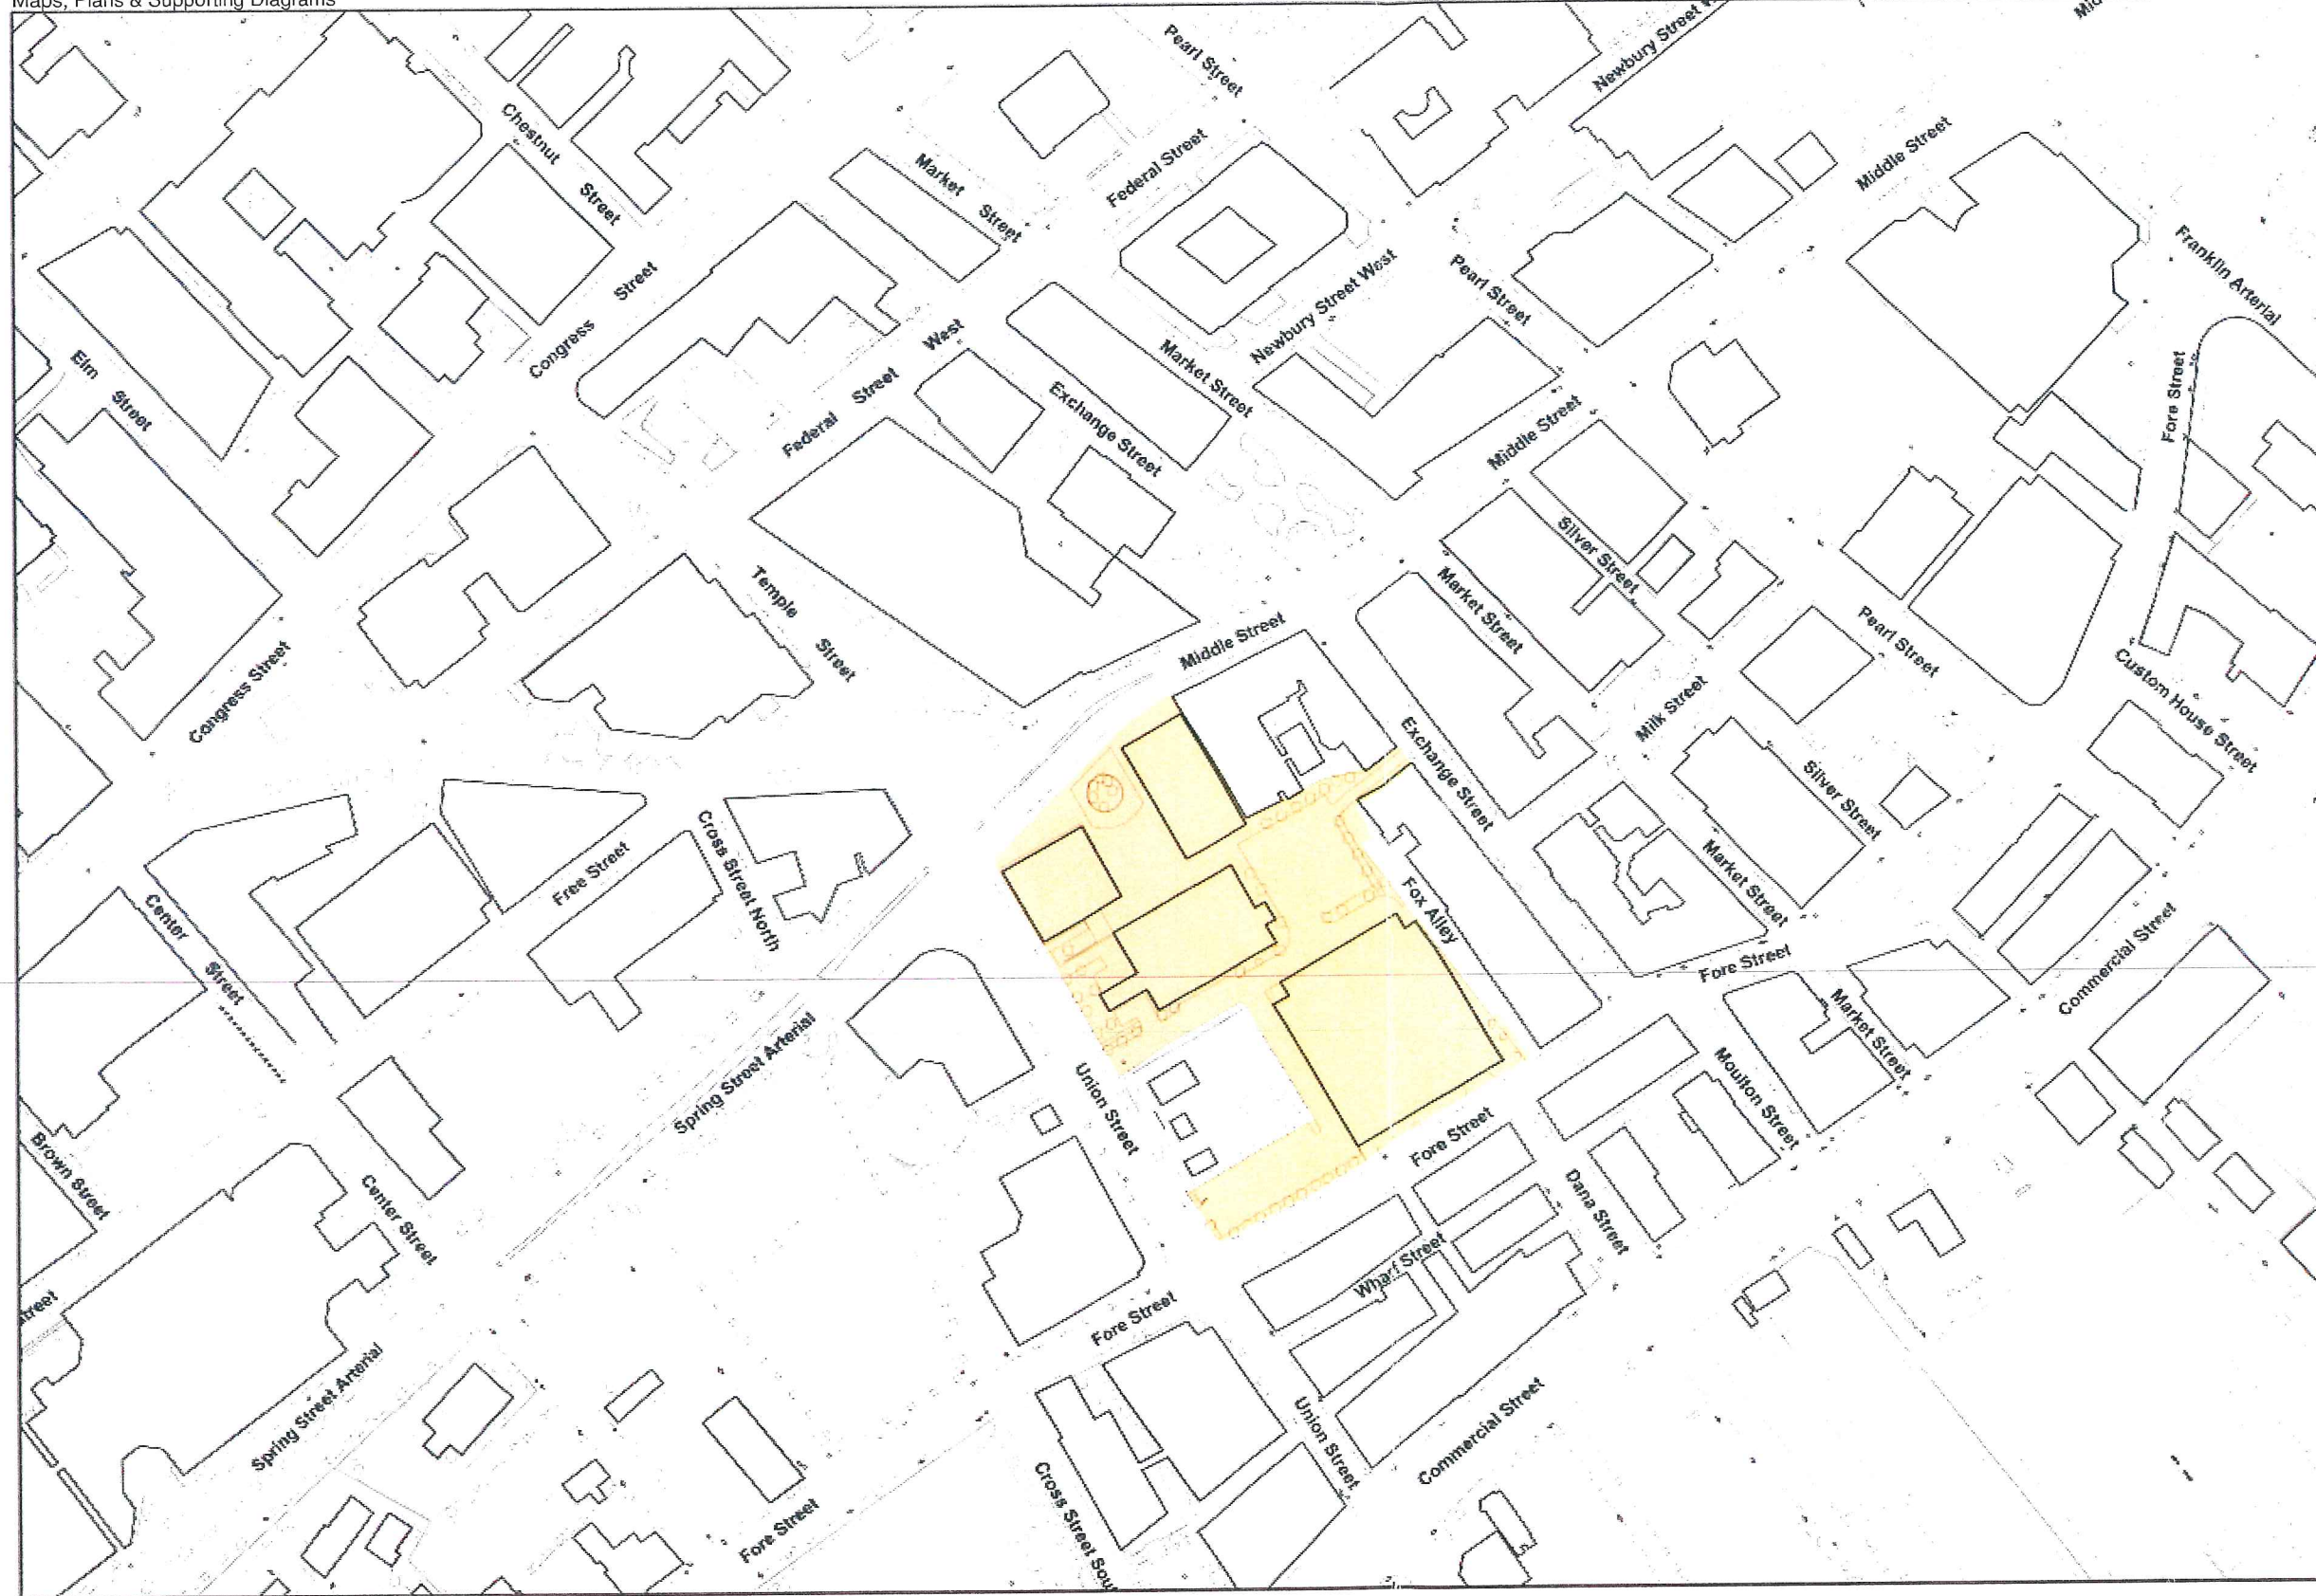 Maps, Plans & Supporting Diagrams
Pearl Street
Newbury Street
Chestnut
Street
Market
Street
Federal Street
Middle Street
Franklin Arterial
Congress
Street
Federal
Street
West
Newbury Street West
Pearl Street
Elm
Street
Market Street
Exchange Street
Fore Street
Middle Street
Silver Street
Temple
Street
Market Street
Pearl Street
Middle Street
Congress Street
Custom House Street
Milk Street
Exchange Street
Silver Street
Cross Street North
Free Street
Market Street
Fox Alley
Center
Street
Fore Street
Commercial Street
Market Street
Spring Street Arterial
Union Street
Moulton Street
Fore Street
Brown Street
Center Street
Dana Street
Wharf Street
treet
Fore Street
Spring Street Arterial
Union Street
Commercial Street
Cross Street Sou
Fore Street